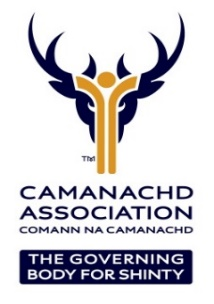 TM
CAMANACHD
ASSOCIATION
COMANN NA CAMANACHD
THE GOVERNING
BODY FOR SHINTY